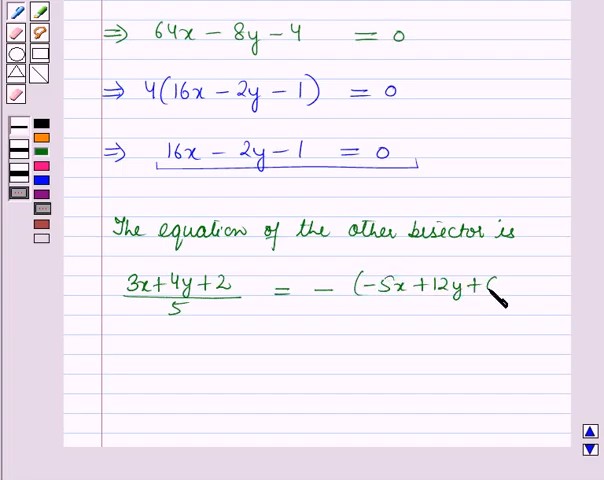 ⇒ 64x - 8y - 4 = 0
⇒ 4(16x - 2y - 1) = 0
⇒ 16x - 2y - 1 = 0
The equation of the other bisector is
3x+4y+2 / 5 = - (-5x+12y+